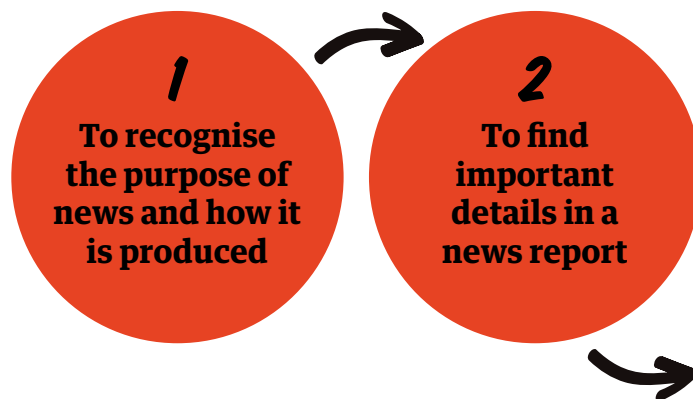 1
To recognise
the purpose of
news and how it
is produced
2
To find
important
details in a
news report